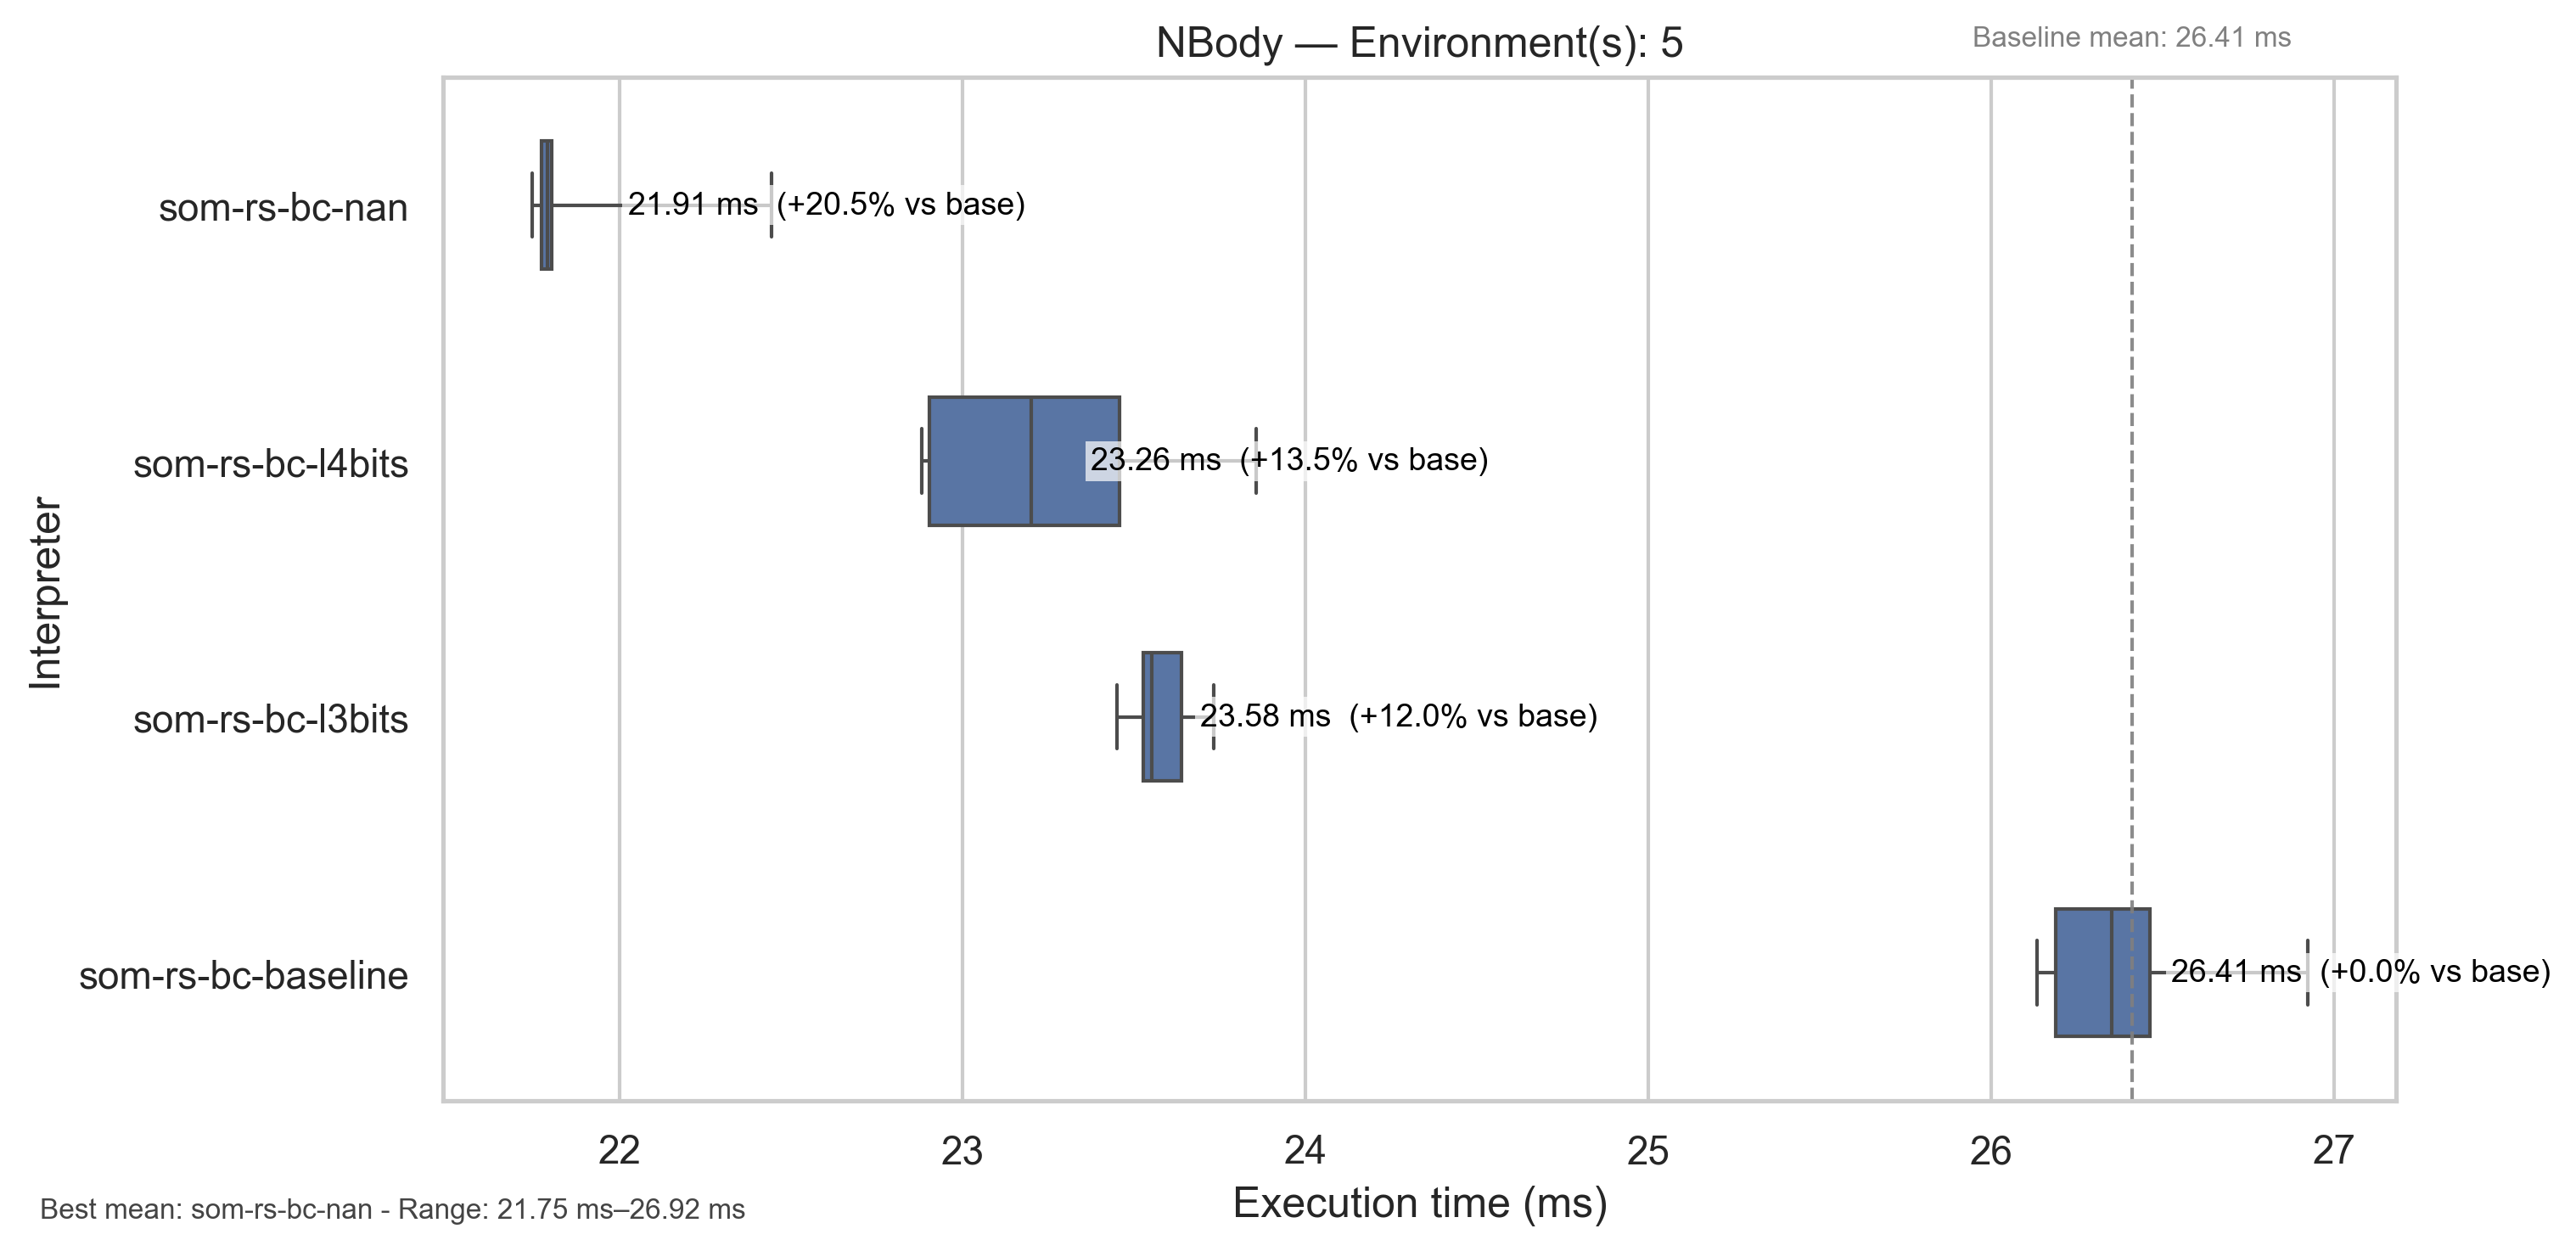 NBody — Environment(s): 5
Baseline mean: 26.41 ms
Interpreter
som-rs-bc-nan
21.91 ms (+20.5% vs base)
som-rs-bc-l4bits
23.26 ms (+13.5% vs base)
som-rs-bc-l3bits
23.58 ms (+12.0% vs base)
som-rs-bc-baseline
26.41 ms (+0.0% vs base)
22 23 24 25 26 27
Execution time (ms)
Best mean: som-rs-bc-nan - Range: 21.75 ms–26.92 ms